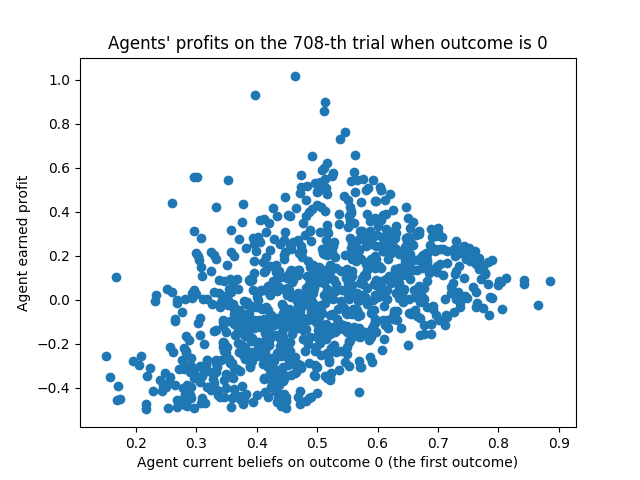 Agents' profits on the 708-th trial when outcome is 0
1.0
0.8
0.6
0.4
0.2
0.0
−0.2
−0.4
Agent earned profit
0.2 0.3 0.4 0.5 0.6 0.7 0.8 0.9
Agent current beliefs on outcome 0 (the first outcome)